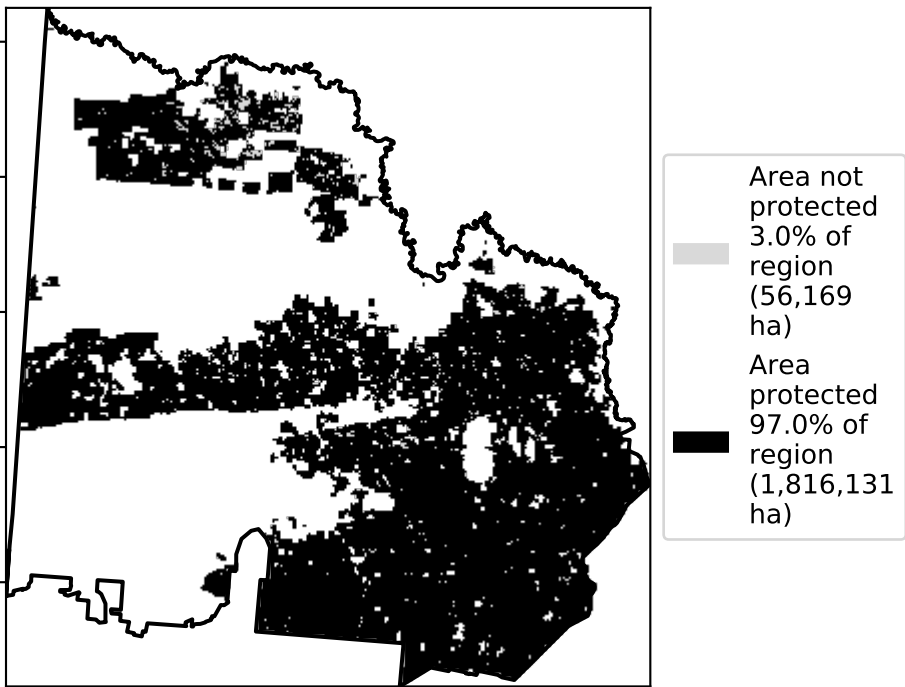 Area not
protected
3.0% of
region
(56,169
ha)
Area
protected
97.0% of
region
(1,816,131
ha)